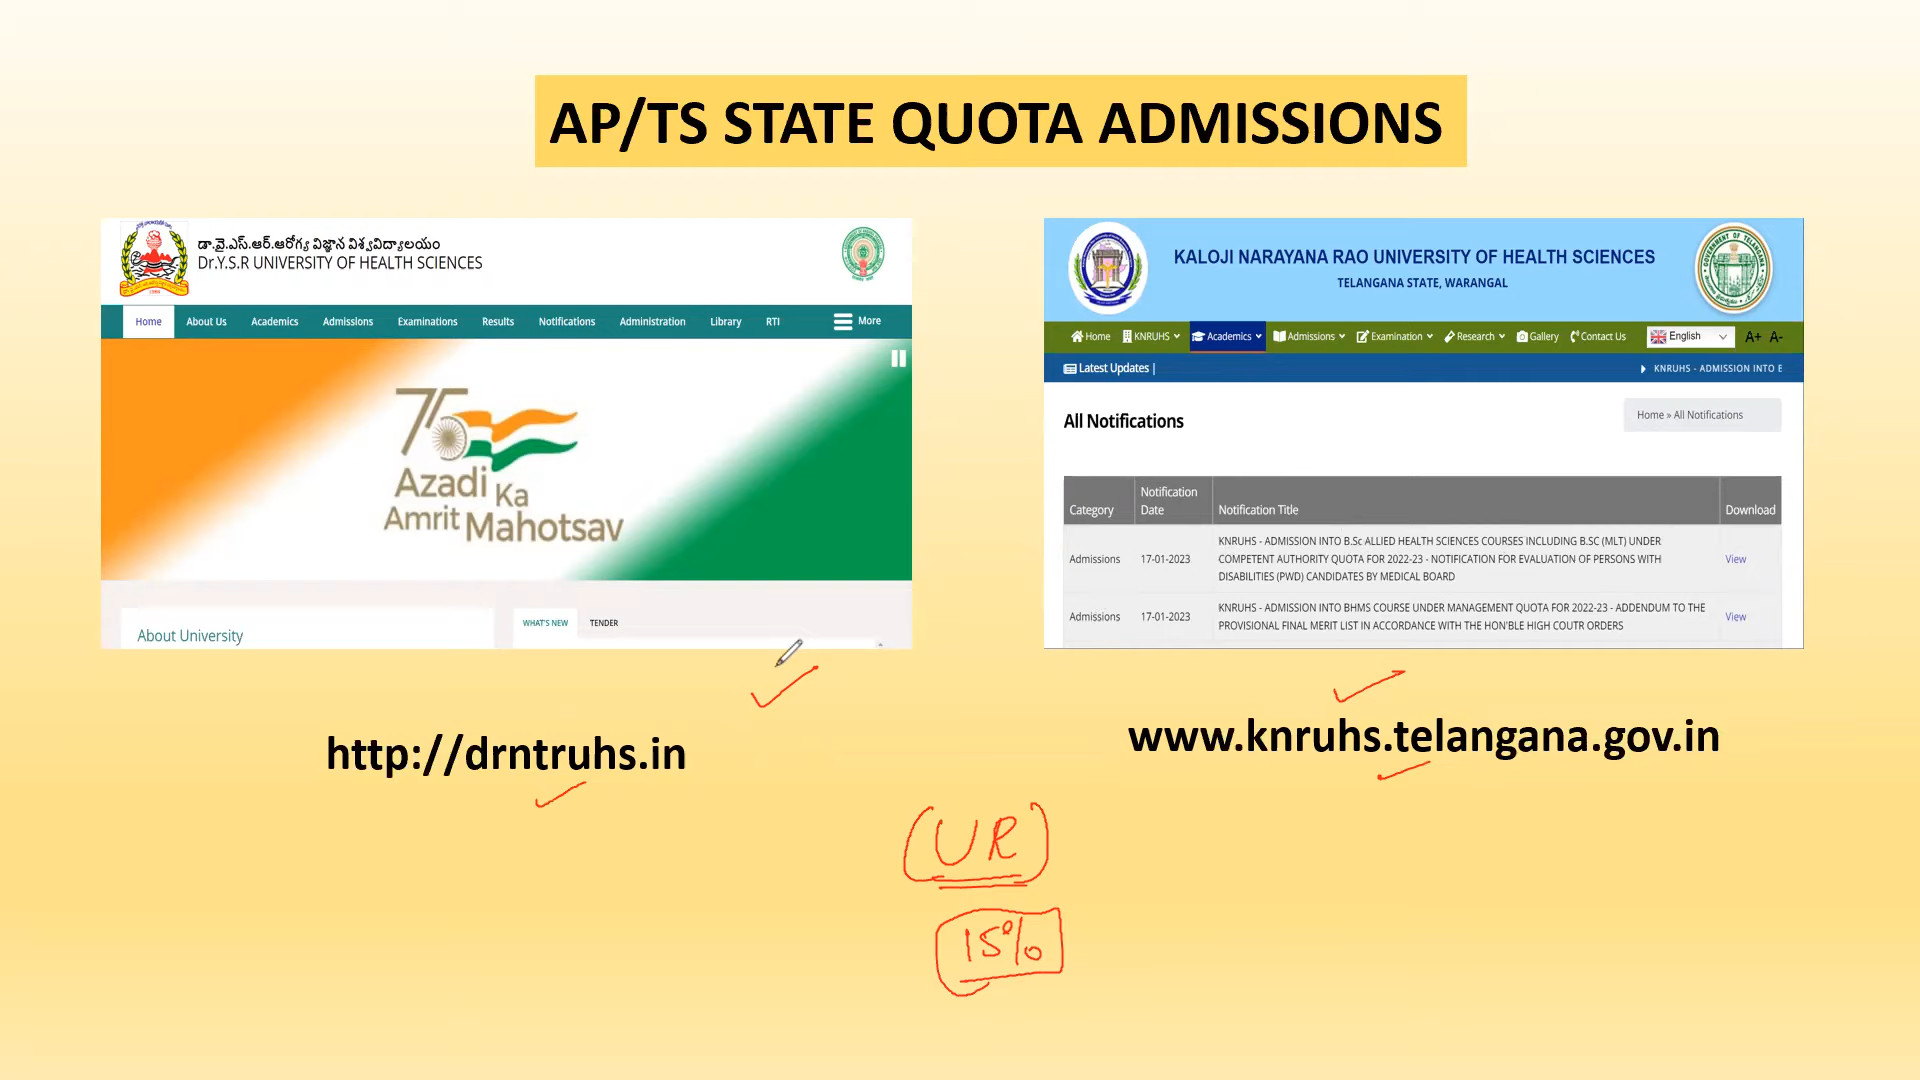 AP/TS STATE QUOTA ADMISSIONS
డా.వై.ఎస్.ఆర్.ఆరోగ్య విజ్ఞాన విశ్వవిద్యాలయం
Dr.Y.S.R UNIVERSITY OF HEALTH SCIENCES
Home About Us Academics Admissions Examinations Results Notifications Administration Library RTI More
75
Azadi Ka
Amrit Mahotsav
About University
WHAT'S NEW TENDER
http://drntruhs.in
KALOJI NARAYANA RAO UNIVERSITY OF HEALTH SCIENCES
TELANGANA STATE, WARANGAL
Home KNRUHS Academics Admissions Examination Research Gallery Contact Us English A+ A-
Latest Updates | KNRUHS - ADMISSION INTO E
All Notifications
Home » All Notifications
Category Notification Date Notification Title Download
Admissions 17-01-2023 KNRUHS - ADMISSION INTO B.Sc ALLIED HEALTH SCIENCES COURSES INCLUDING B.SC (MLT) UNDER
COMPETENT AUTHORITY QUOTA FOR 2022-23 - NOTIFICATION FOR EVALUATION OF PERSONS WITH
DISABILITIES (PWD) CANDIDATES BY MEDICAL BOARD View
Admissions 17-01-2023 KNRUHS - ADMISSION INTO BHMS COURSE UNDER MANAGEMENT QUOTA FOR 2022-23 - ADDENDUM TO THE
PROVISIONAL FINAL MERIT LIST IN ACCORDANCE WITH THE HON'BLE HIGH COUTR ORDERS View
www.knruhs.telangana.gov.in
(UR)
15%